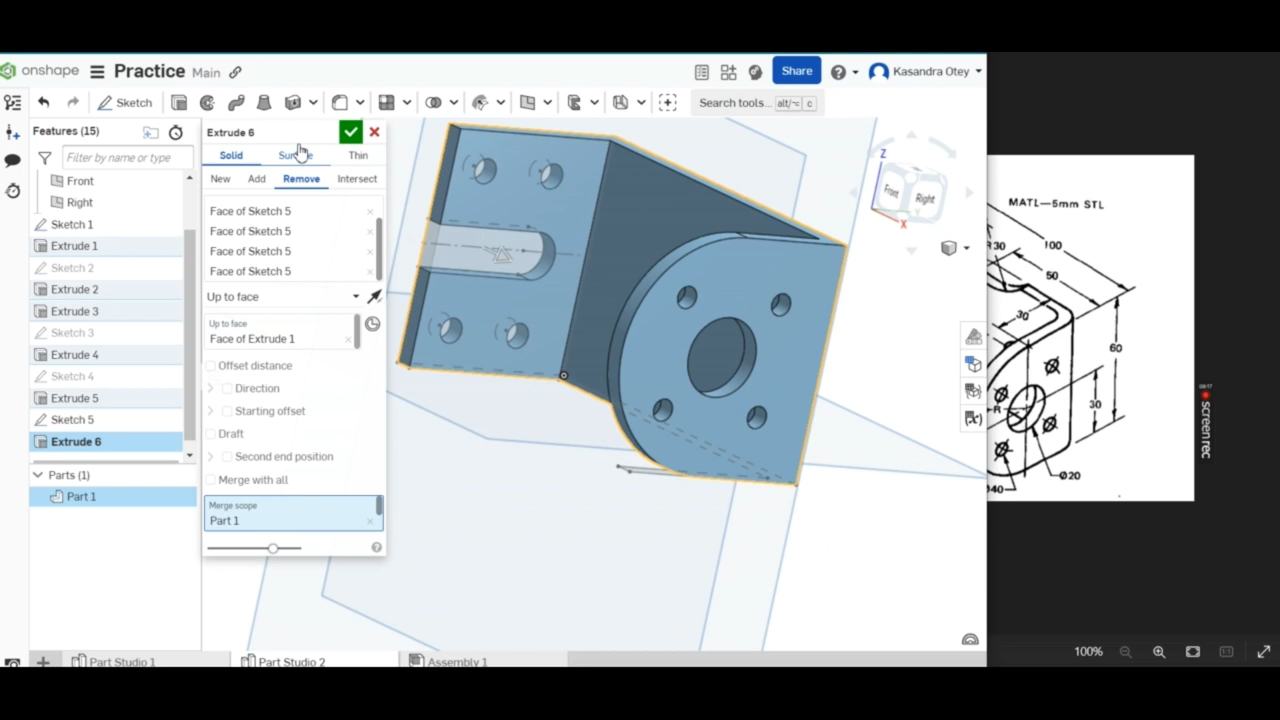 onshape Practice Main Share Kasandra Otey
Sketch Search tools... alt/⌥ c
Features (15)
Filter by name or type
Front
Right
Sketch 1
Extrude 1
Sketch 2
Extrude 2
Extrude 3
Sketch 3
Extrude 4
Sketch 4
Extrude 5
Sketch 5
Extrude 6
Parts (1)
Part 1
Extrude 6
Solid Surface Thin
New Add Remove Intersect
Face of Sketch 5
Face of Sketch 5
Face of Sketch 5
Face of Sketch 5
Up to face
Up to face
Face of Extrude 1
Offset distance
Direction
Starting offset
Draft
Second end position
Merge with all
Merge scope
Part 1
Z
Front Right
X
MATL—5mm STL
R30
100
50
30
60
30
R
Ø20
Ø40
screenrec
100%
1:1
Part Studio 1 Part Studio 2 Assembly 1